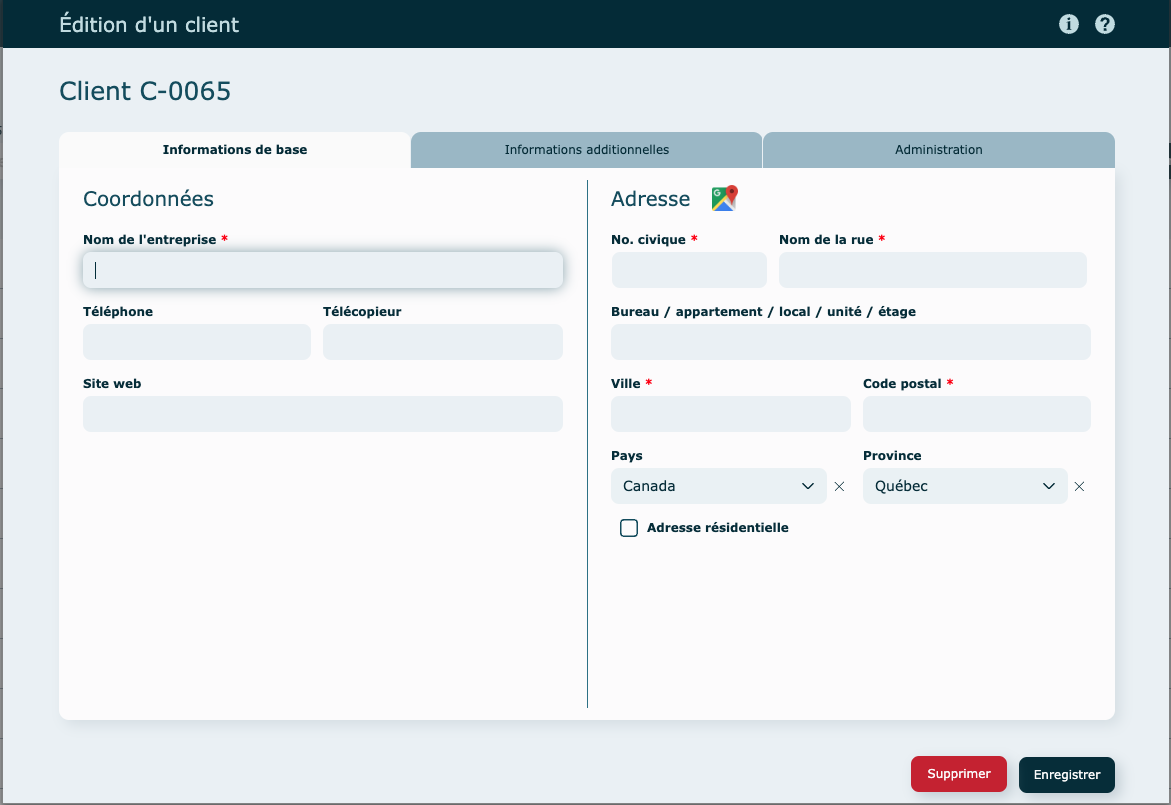 Édition d'un client
Client C-0065
Informations de base
Informations additionnelles
Administration
Coordonnées
Nom de l'entreprise *
Téléphone
Télécopieur
Site web
Adresse
No. civique *
Nom de la rue *
Bureau / appartement / local / unité / étage
Ville *
Code postal *
Pays
Province
Canada
Québec
Adresse résidentielle
Supprimer
Enregistrer